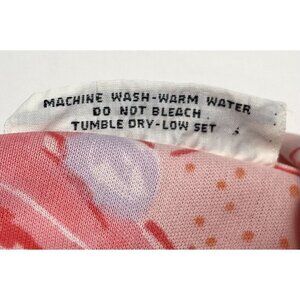 MACHINE WASH-WARM WATER
DO NOT BLEACH
TUMBLE DRY-LOW SET